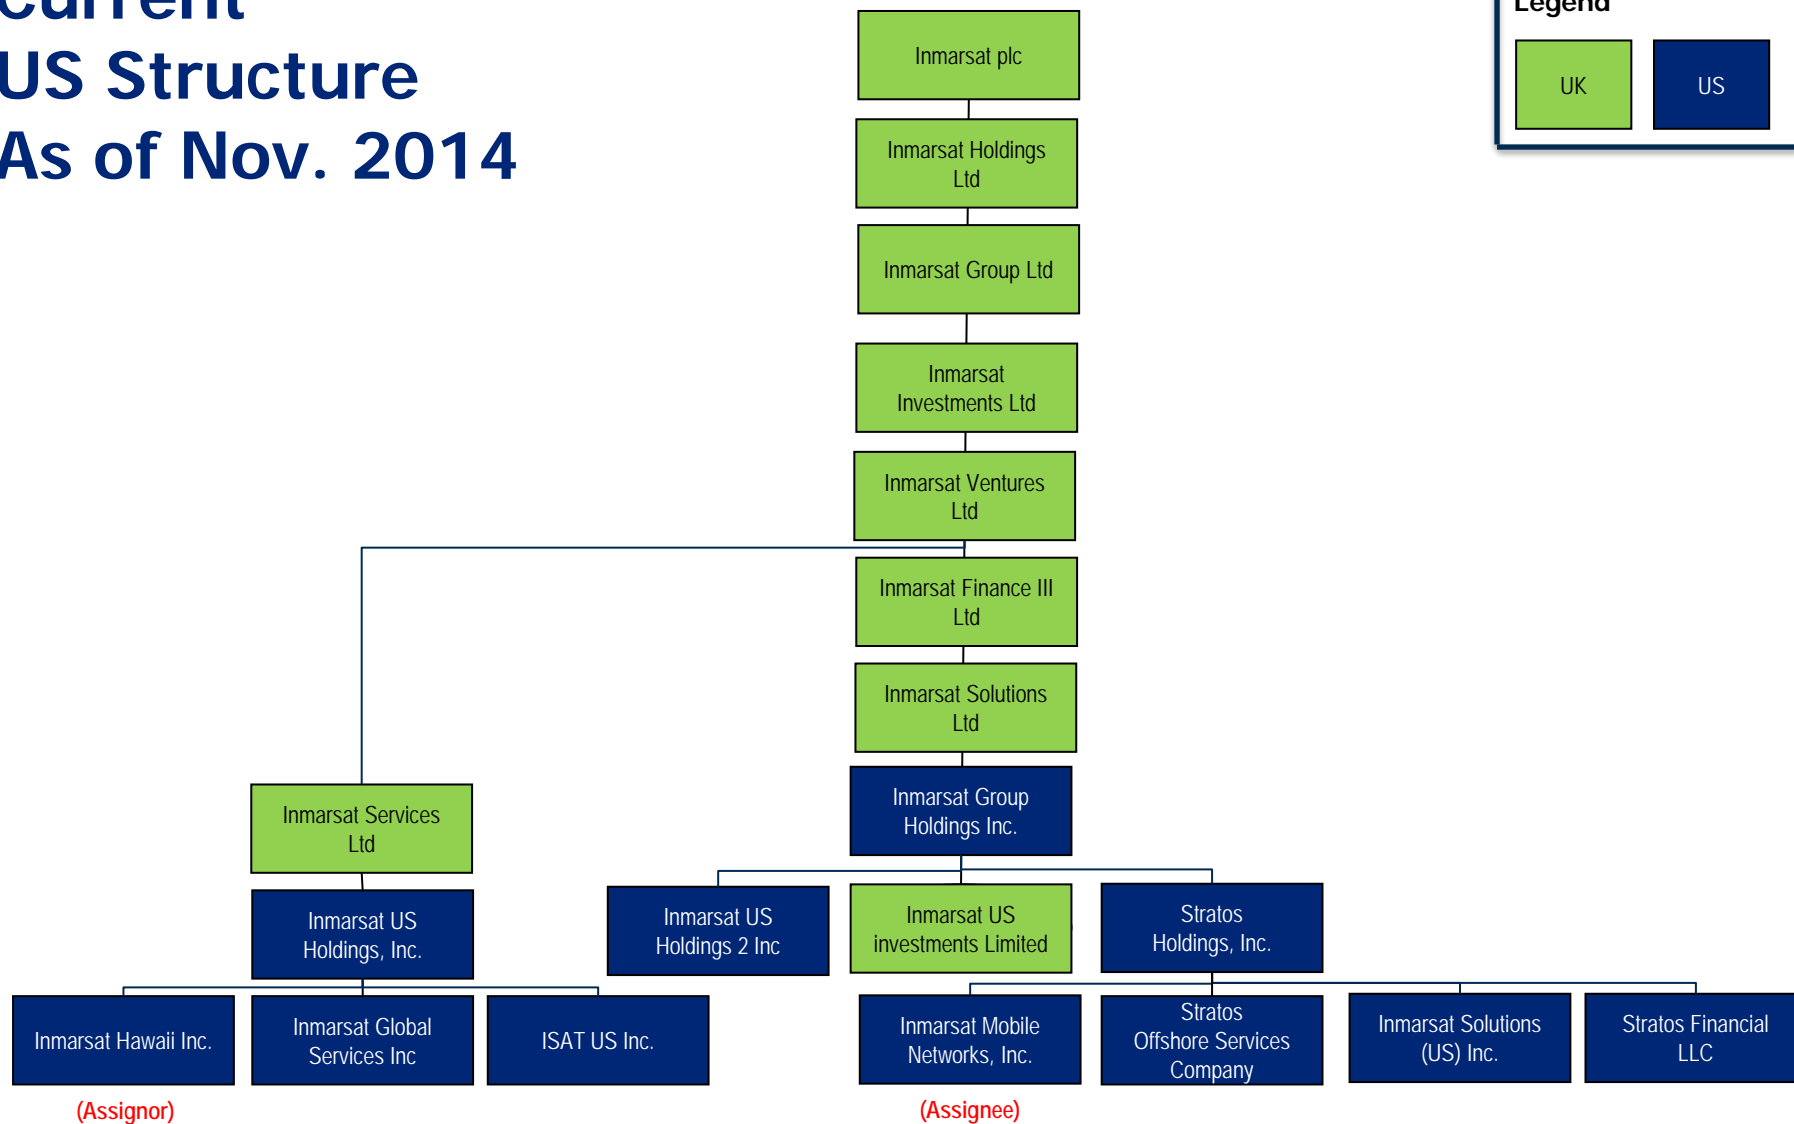 Current
US Structure
As of Nov. 2014
Legend
UK
US
Inmarsat plc
Inmarsat Holdings
Ltd
Inmarsat Group Ltd
Inmarsat
Investments Ltd
Inmarsat Ventures
Ltd
Inmarsat Finance III
Ltd
Inmarsat Solutions
Ltd
Inmarsat Services
Ltd
Inmarsat Group
Holdings Inc.
Inmarsat US
Holdings, Inc.
Inmarsat US
Holdings 2 Inc
Inmarsat US
investments Limited
Stratos
Holdings, Inc.
Inmarsat Hawaii Inc.
Inmarsat Global
Services Inc
ISAT US Inc.
Inmarsat Mobile
Networks, Inc.
Stratos
Offshore Services
Company
Inmarsat Solutions
(US) Inc.
Stratos Financial
LLC
(Assignor)
(Assignee)